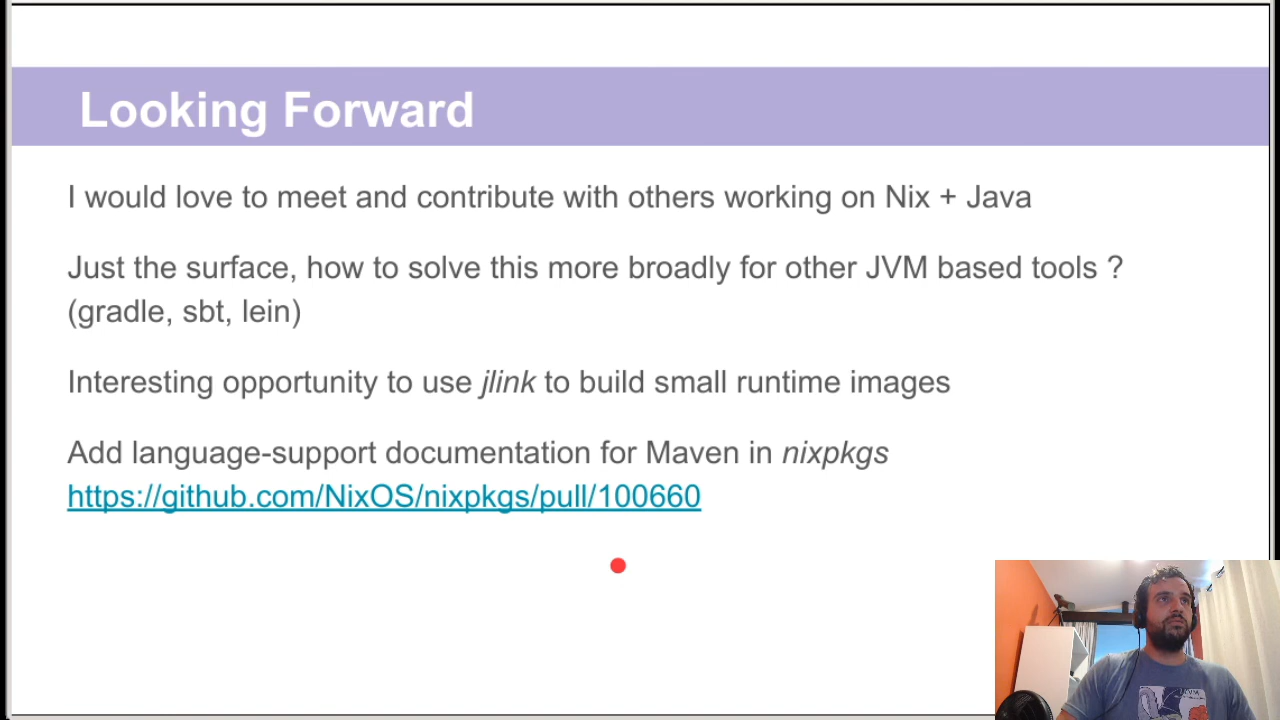 Looking Forward
I would love to meet and contribute with others working on Nix + Java
Just the surface, how to solve this more broadly for other JVM based tools ?
(gradle, sbt, lein)
Interesting opportunity to use jlink to build small runtime images
Add language-support documentation for Maven in nixpkgs
https://github.com/NixOS/nixpkgs/pull/100660